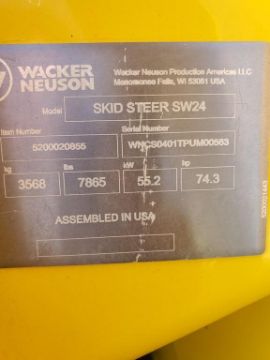 WACKER
NEUSON
Wacker Neuson Production Americas LLC
Menomonee Falls, WI 53051 USA
Model
SKID STEER SW24
Item Number
Serial Number
5200020855
WNCS0401TPUM00563
kg
lbs
kW
hp
3568
7865
55.2
74.3
ASSEMBLED IN USA